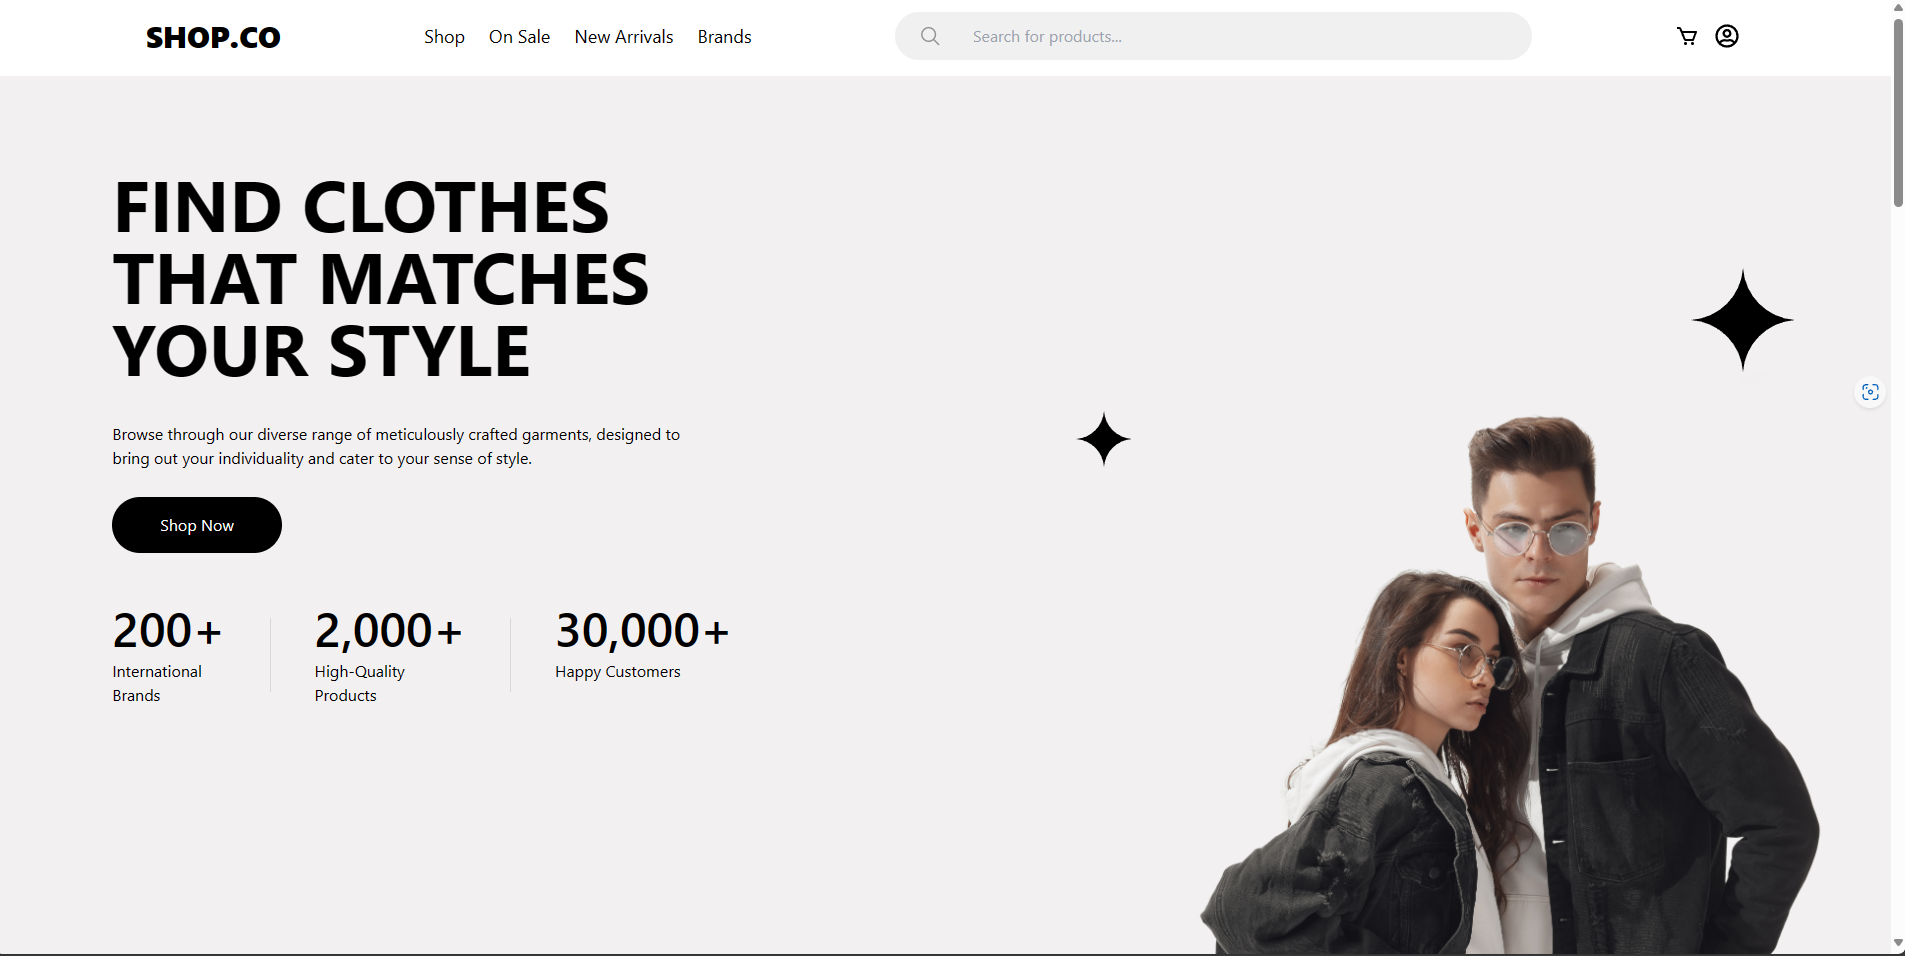 SHOP.CO
Shop
On Sale
New Arrivals
Brands
Search for products...
FIND CLOTHES
THAT MATCHES
YOUR STYLE
Browse through our diverse range of meticulously crafted garments, designed to
bring out your individuality and cater to your sense of style.
Shop Now
200+
International
Brands
2,000+
High-Quality
Products
30,000+
Happy Customers